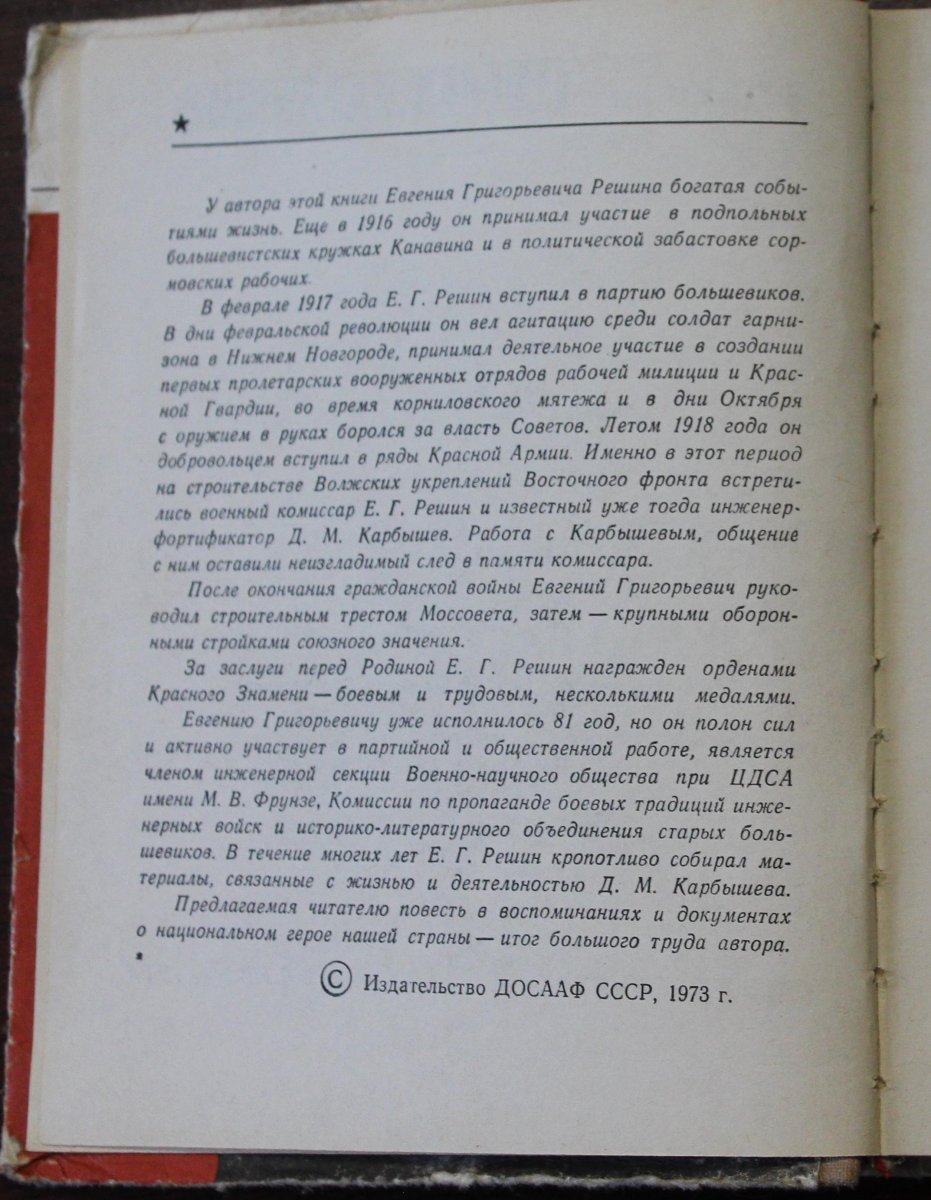 ★
У автора этой книги Евгения Григорьевича Решина богатая собы-
тиями жизнь. Еще в 1916 году он принимал участие в подпольных
большевистских кружках Канавина и в политической забастовке сор-
мовских рабочих.
В феврале 1917 года Е. Г. Решин вступил в партию большевиков.
В дни февральской революции он вел агитацию среди солдат гарни-
зона в Нижнем Новгороде, принимал деятельное участие в создании
первых пролетарских вооруженных отрядов рабочей милиции и Крас-
ной Гвардии, во время корниловского мятежа и в дни Октября
с оружием в руках боролся за власть Советов. Летом 1918 года он
добровольцем вступил в ряды Красной Армии. Именно в этот период
на строительстве Волжских укреплений Восточного фронта встрети-
лись военный комиссар Е. Г. Решин и известный уже тогда инженер-
фортификатор Д. М. Карбышев. Работа с Карбышевым, общение
с ним оставили неизгладимый след в памяти комиссара.
После окончания гражданской войны Евгений Григорьевич руко-
водил строительным трестом Моссовета, затем — крупными оборон-
ными стройками союзного значения.
За заслуги перед Родиной Е. Г. Решин награжден орденами
Красного Знамени — боевым и трудовым, несколькими медалями.
Евгению Григорьевичу уже исполнилось 81 год, но он полон сил
и активно участвует в партийной и общественной работе, является
членом инженерной секции Военно-научного общества при ЦДСА
имени М. В. Фрунзе, Комиссии по пропаганде боевых традиций инже-
нерных войск и историко-литературного объединения старых боль-
шевиков. В течение многих лет Е. Г. Решин кропотливо собирал ма-
териалы, связанные с жизнью и деятельностью Д. М. Карбышева.
Предлагаемая читателю повесть в воспоминаниях и документах
о национальном герое нашей страны — итог большого труда автора.
*
© Издательство ДОСААФ СССР, 1973 г.